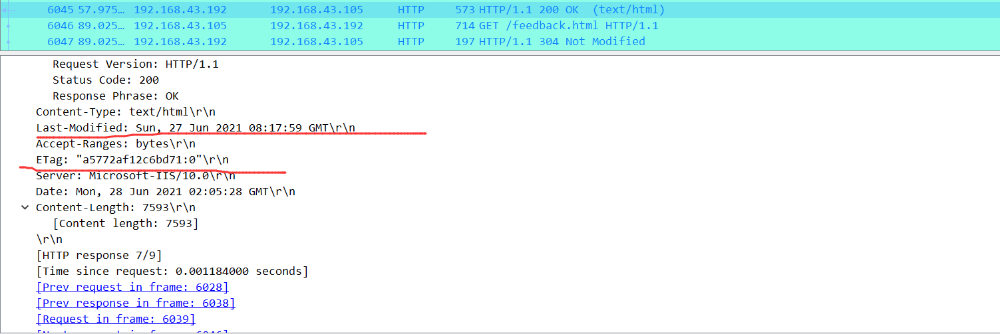 6045 57.975… 192.168.43.192 192.168.43.105 HTTP 573 HTTP/1.1 200 OK (text/html)
6046 89.025… 192.168.43.105 192.168.43.192 HTTP 714 GET /feedback.html HTTP/1.1
6047 89.025… 192.168.43.192 192.168.43.105 HTTP 197 HTTP/1.1 304 Not Modified
Request Version: HTTP/1.1
Status Code: 200
Response Phrase: OK
Content-Type: text/html\r\n
Last-Modified: Sun, 27 Jun 2021 08:17:59 GMT\r\n
Accept-Ranges: bytes\r\n
ETag: "a5772af12c6bd71:0"\r\n
Server: Microsoft-IIS/10.0\r\n
Date: Mon, 28 Jun 2021 02:05:28 GMT\r\n
Content-Length: 7593\r\n
[Content length: 7593]
\r\n
[HTTP response 7/9]
[Time since request: 0.001184000 seconds]
[Prev request in frame: 6028]
[Prev response in frame: 6038]
[Request in frame: 6039]